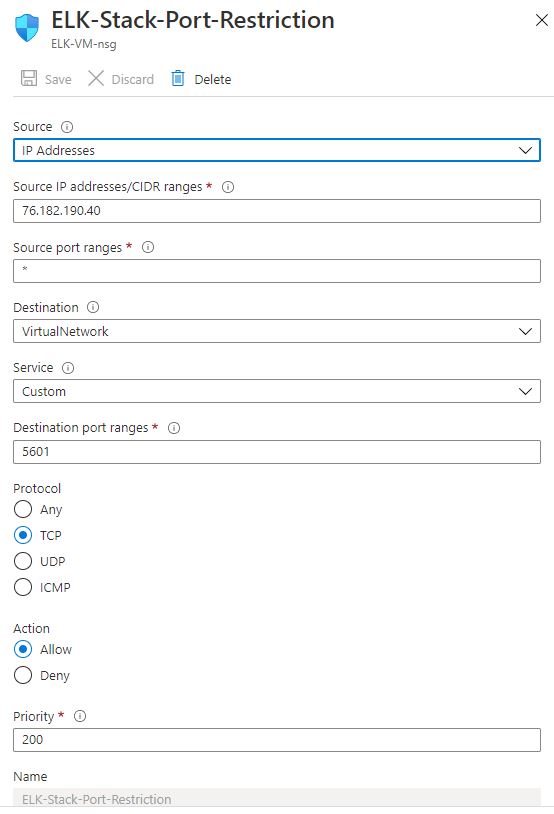 ELK-Stack-Port-Restriction
ELK-VM-nsg
Save Discard Delete
Source
IP Addresses
Source IP addresses/CIDR ranges *
76.182.190.40
Source port ranges *
*
Destination
VirtualNetwork
Service
Custom
Destination port ranges *
5601
Protocol
Any
TCP
UDP
ICMP
Action
Allow
Deny
Priority *
200
Name
ELK-Stack-Port-Restriction